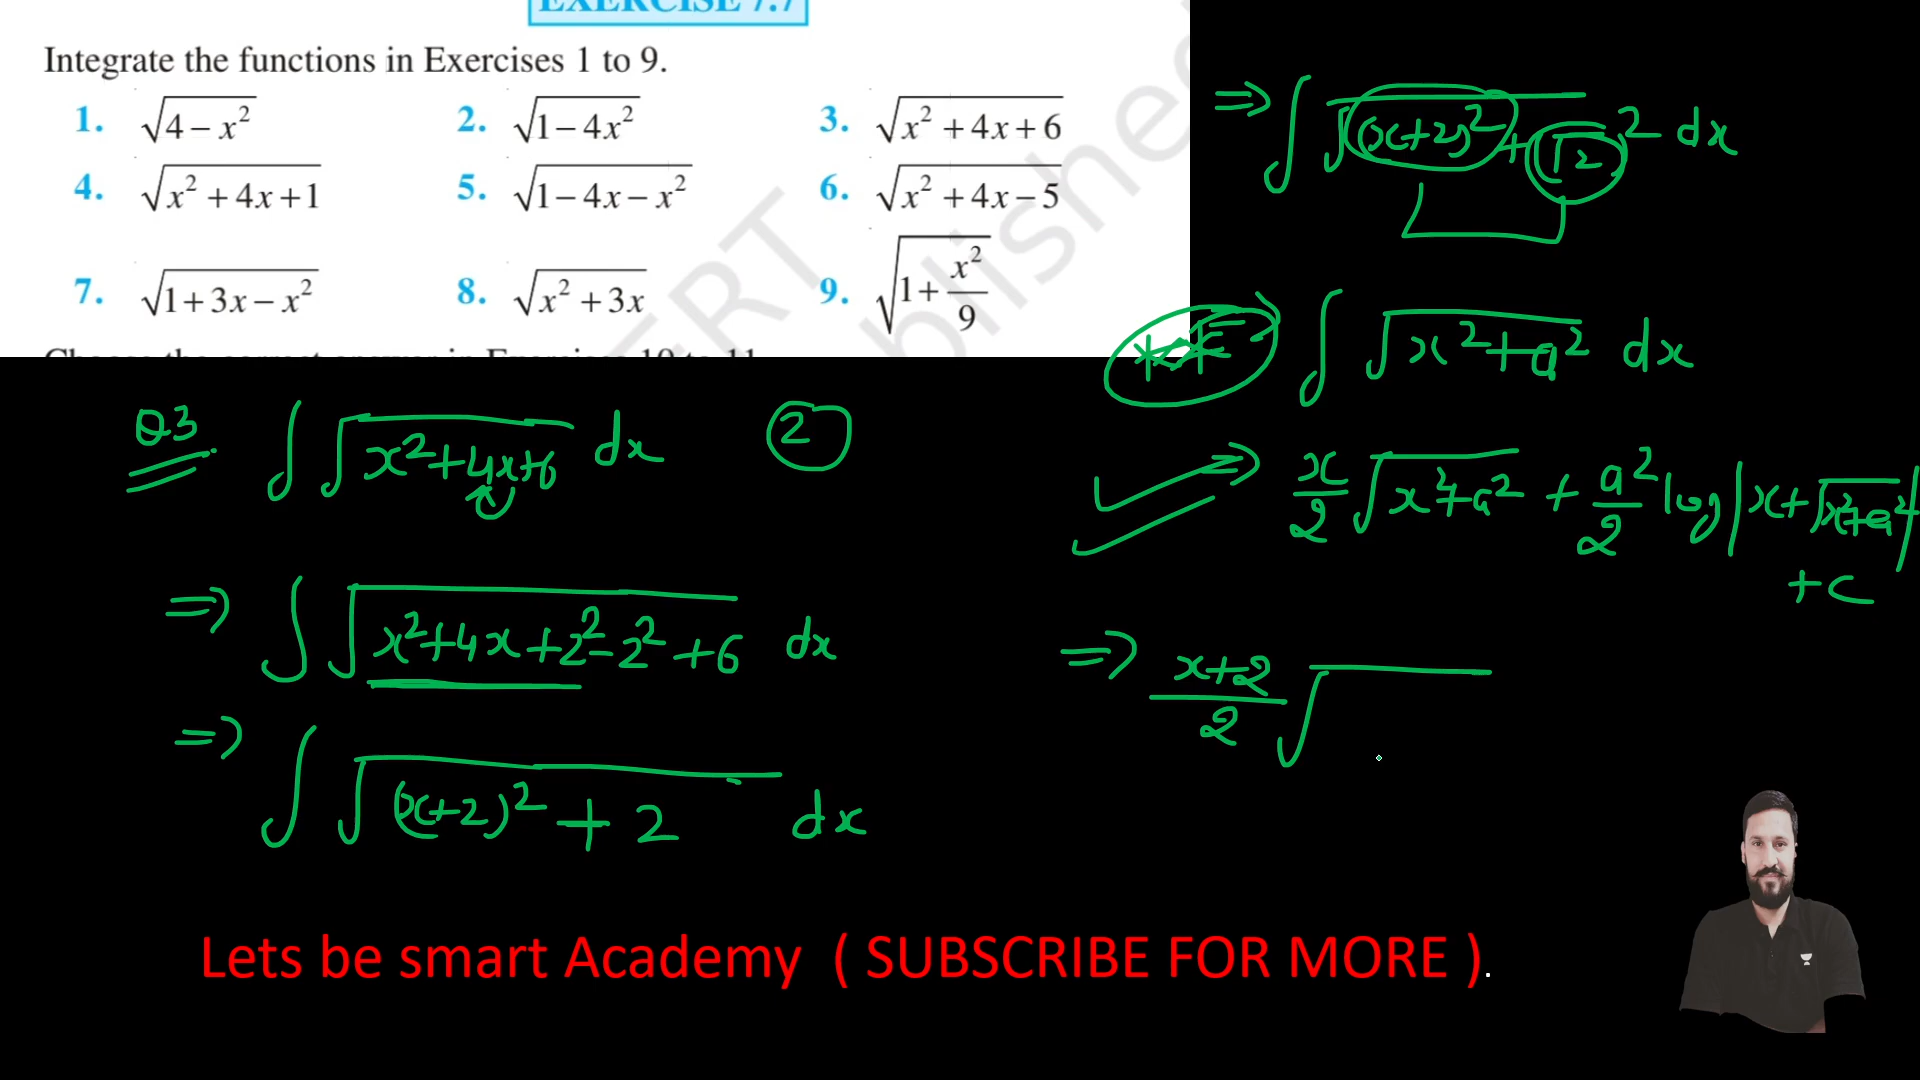 EXERCISE 7.7
Integrate the functions in Exercises 1 to 9.
1. √(4 – x²) 2. √(1 – 4x²) 3. √(x² + 4x + 6)
4. √(x² + 4x + 1) 5. √(1 – 4x – x²) 6. √(x² + 4x – 5)
7. √(1 + 3x – x²) 8. √(x² + 3x) 9. √(1 + x²/9)
Q3 ∫ √(x²+4x+6) dx 2
⇒ ∫ √(x²+4x+2²-2²+6) dx
⇒ ∫ √((x+2)²+2) dx
⇒ ∫ √((x+2)²+(√2)²) dx
∫ √(x²+a²) dx
⇒ x/2 √(x²+a²) + a²/2 log|x+√(x²+a²)|
+c
⇒ x+2/2 √
Lets be smart Academy ( SUBSCRIBE FOR MORE ).